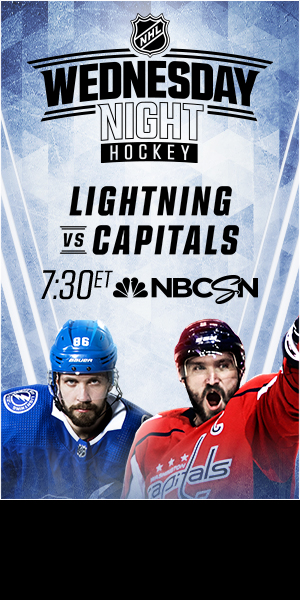 NHL
WEDNESDAY
NIGHT
HOCKEY
LIGHTNING
VS CAPITALS
7:30ET NBCSN
86
BAUER
C
capitals